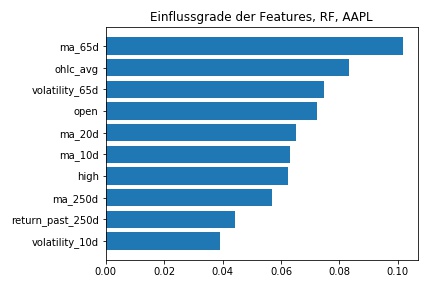 Einflussgrade der Features, RF, AAPL
ma_65d
ohlc_avg
volatility_65d
open
ma_20d
ma_10d
high
ma_250d
return_past_250d
volatility_10d
0.00 0.02 0.04 0.06 0.08 0.10